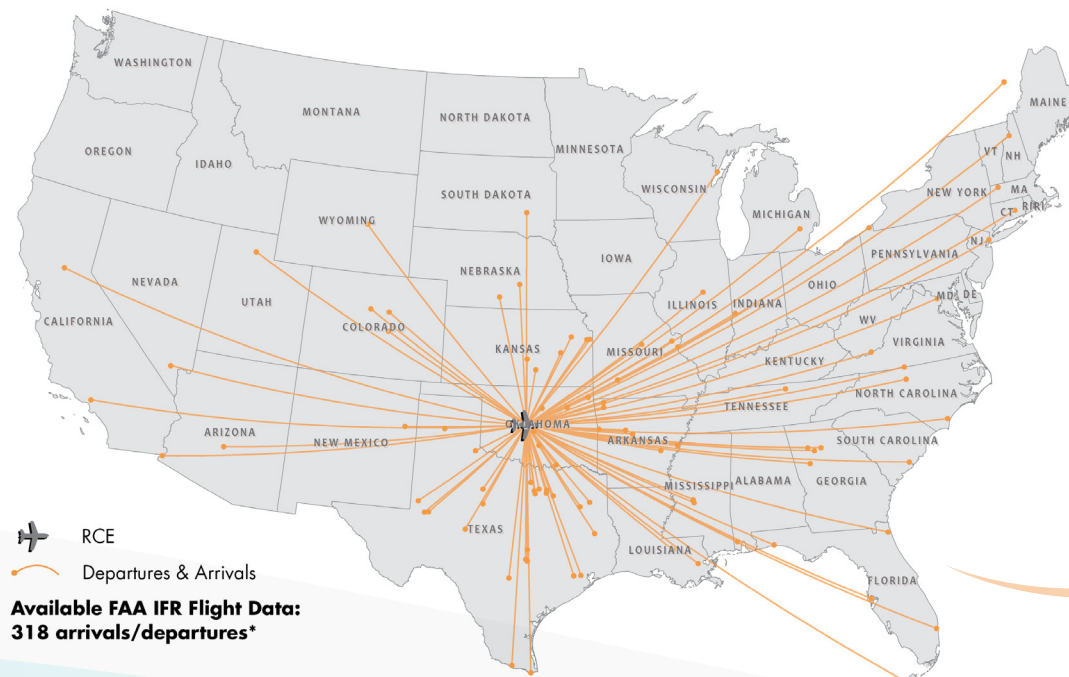 WASHINGTON
MAINE
MONTANA
NORTH DAKOTA
OREGON
IDAHO
MINNESOTA
VT
NH
WISCONSIN
SOUTH DAKOTA
NEW YORK
MA
WYOMING
MICHIGAN
CT
RI
RI
NJ
PENNSYLVANIA
IOWA
NEBRASKA
NEVADA
OHIO
UTAH
ILLINOIS
INDIANA
MD
DE
CALIFORNIA
COLORADO
WV
KANSAS
MISSOURI
VIRGINIA
KENTUCKY
NORTH CAROLINA
TENNESSEE
OKLAHOMA
ARIZONA
NEW MEXICO
ARKANSAS
SOUTH CAROLINA
MISSISSIPPI
ALABAMA
GEORGIA
TEXAS
RCE
LOUISIANA
Departures & Arrivals
FLORIDA
Available FAA IFR Flight Data:
318 arrivals/departures*